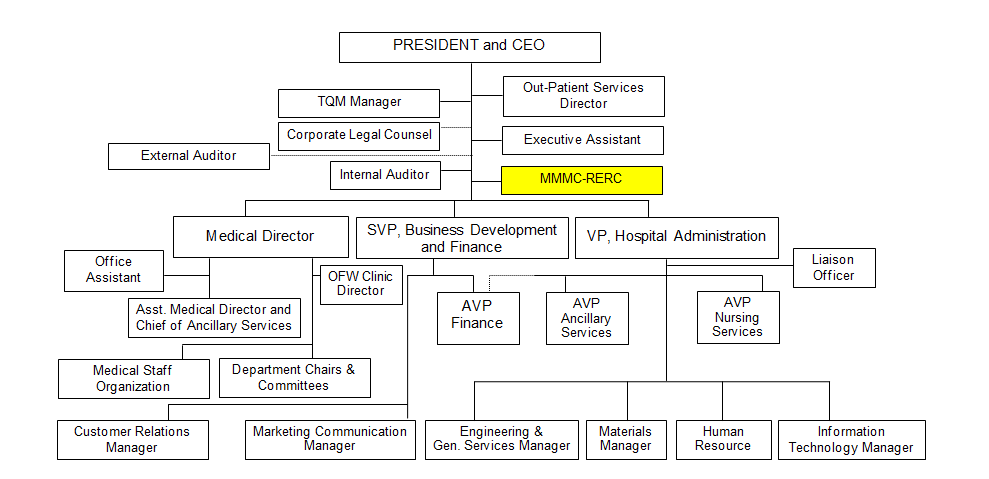 PRESIDENT and CEO
TQM Manager
Out-Patient Services
Director
Corporate Legal Counsel
Executive Assistant
External Auditor
Internal Auditor
MMMC-RERC
Medical Director
SVP, Business Development
and Finance
VP, Hospital Administration
Office
Assistant
OFW Clinic
Director
Liaison
Officer
Asst. Medical Director and
Chief of Ancillary Services
AVP
Finance
AVP
Ancillary
Services
AVP
Nursing
Services
Medical Staff
Organization
Department Chairs &
Committees
Customer Relations
Manager
Marketing Communication
Manager
Engineering &
Gen. Services Manager
Materials
Manager
Human
Resource
Information
Technology Manager